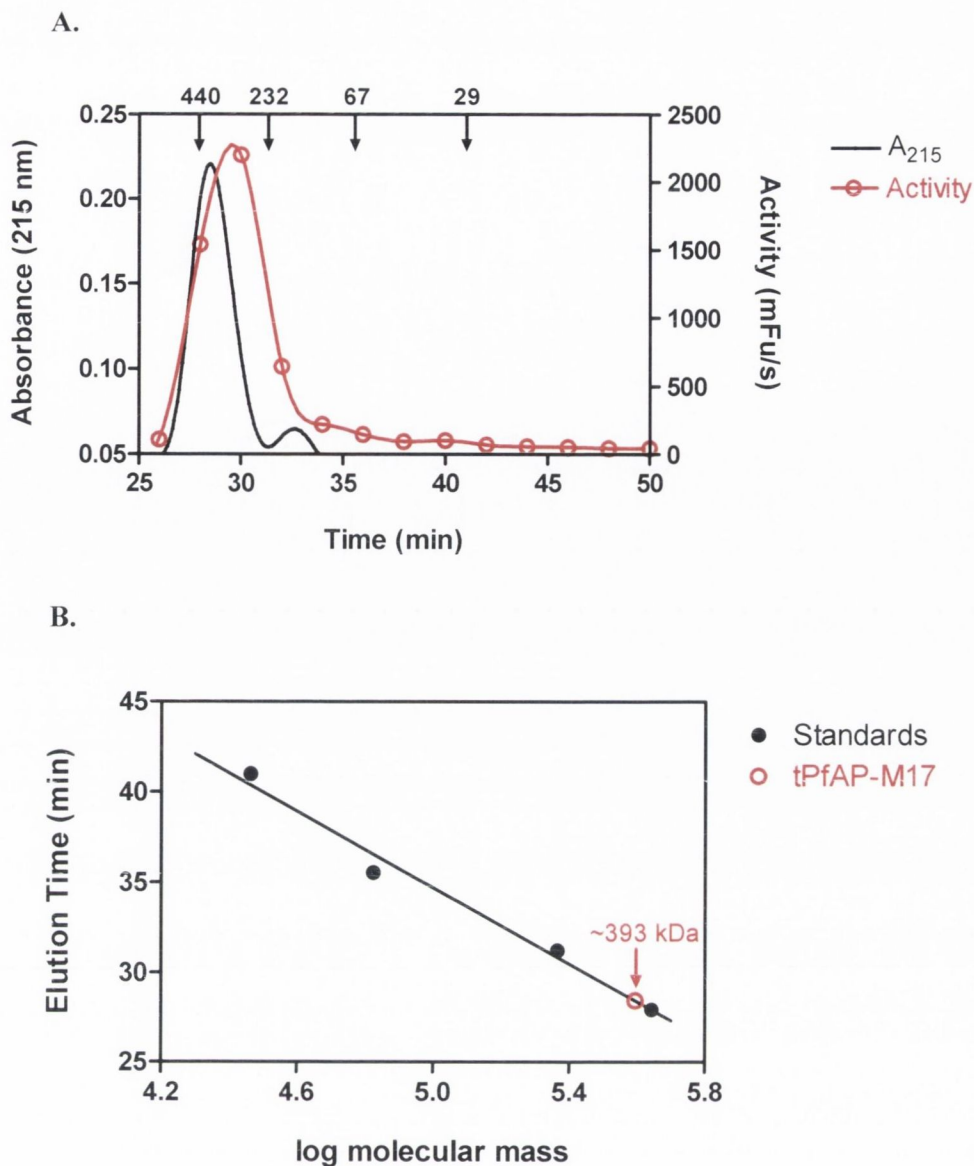 A.
440 232 67 29
0.25 2500
0.20 2000
0.15 1500
0.10 1000
500
0.05 0
25 30 35 40 45 50
Absorbance (215 nm)
Activity (mFu/s)
Time (min)
A₂₁₅
Activity
B.
45
40
35
30
25
4.2 4.6 5.0 5.4 5.8
Elution Time (min)
log molecular mass
~393 kDa
Standards
tPfAP-M17